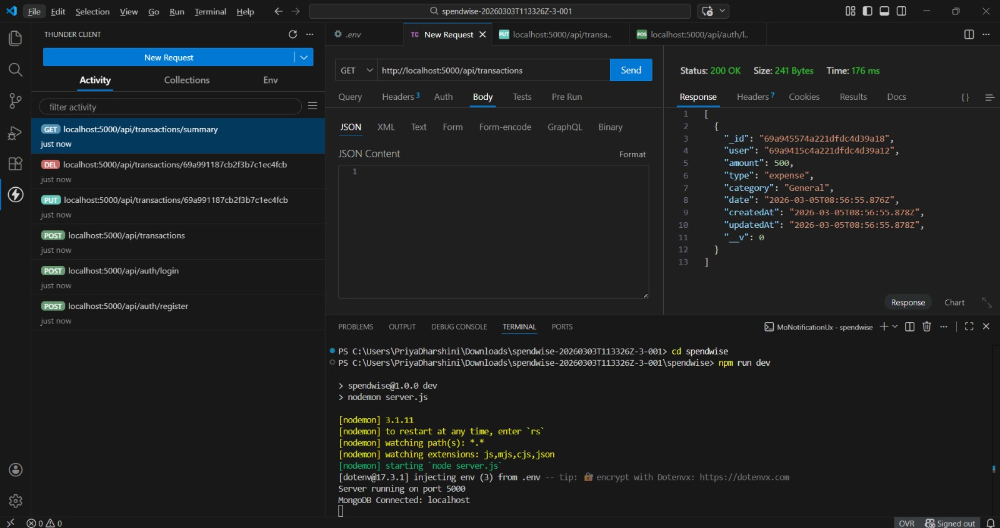 File Edit Selection View Go Run Terminal Help
spendwise-20260303T113326Z-3-001
THUNDER CLIENT
New Request
Activity Collections Env
filter activity
GET localhost:5000/api/transactions/summary
just now
DEL localhost:5000/api/transactions/69a991187cb2f3b7c1ec4fcb
just now
PUT localhost:5000/api/transactions/69a991187cb2f3b7c1ec4fcb
just now
POST localhost:5000/api/transactions
just now
POST localhost:5000/api/auth/login
just now
POST localhost:5000/api/auth/register
just now
.env
TC New Request
PUT localhost:5000/api/transa..
POS localhost:5000/api/auth/l..
GET http://localhost:5000/api/transactions Send
Query Headers 3 Auth Body Tests Pre Run
JSON XML Text Form Form-encode GraphQL Binary
JSON Content Format
1
Status: 200 OK Size: 241 Bytes Time: 176 ms
Response Headers 7 Cookies Results Docs {}
1 [
2 {
3 "_id": "69a945574a221dfdc4d39a18",
4 "user": "69a9415c4a221dfdc4d39a12",
5 "amount": 500,
6 "type": "expense",
7 "category": "General",
8 "date": "2026-03-05T08:56:55.876Z",
9 "createdAt": "2026-03-05T08:56:55.878Z",
10 "updatedAt": "2026-03-05T08:56:55.878Z",
11 "__v": 0
12 }
13 ]
Response Chart
PROBLEMS OUTPUT DEBUG CONSOLE TERMINAL PORTS
MoNotificationUx - spendwise
PS C:\Users\PriyaDharshini\Downloads\spendwise-20260303T113326Z-3-001> cd spendwise
PS C:\Users\PriyaDharshini\Downloads\spendwise-20260303T113326Z-3-001\spendwise> npm run dev
> spendwise@1.0.0 dev
> nodemon server.js
[nodemon] 3.1.11
[nodemon] to restart at any time, enter `rs`
[nodemon] watching path(s): *.*
[nodemon] watching extensions: js,mjs,cjs,json
[nodemon] starting `node server.js`
[dotenv@17.3.1] injecting env (3) from .env -- tip: 🔐 encrypt with Dotenvx: https://dotenvx.com
Server running on port 5000
MongoDB Connected: localhost
0 0
OVR Signed out